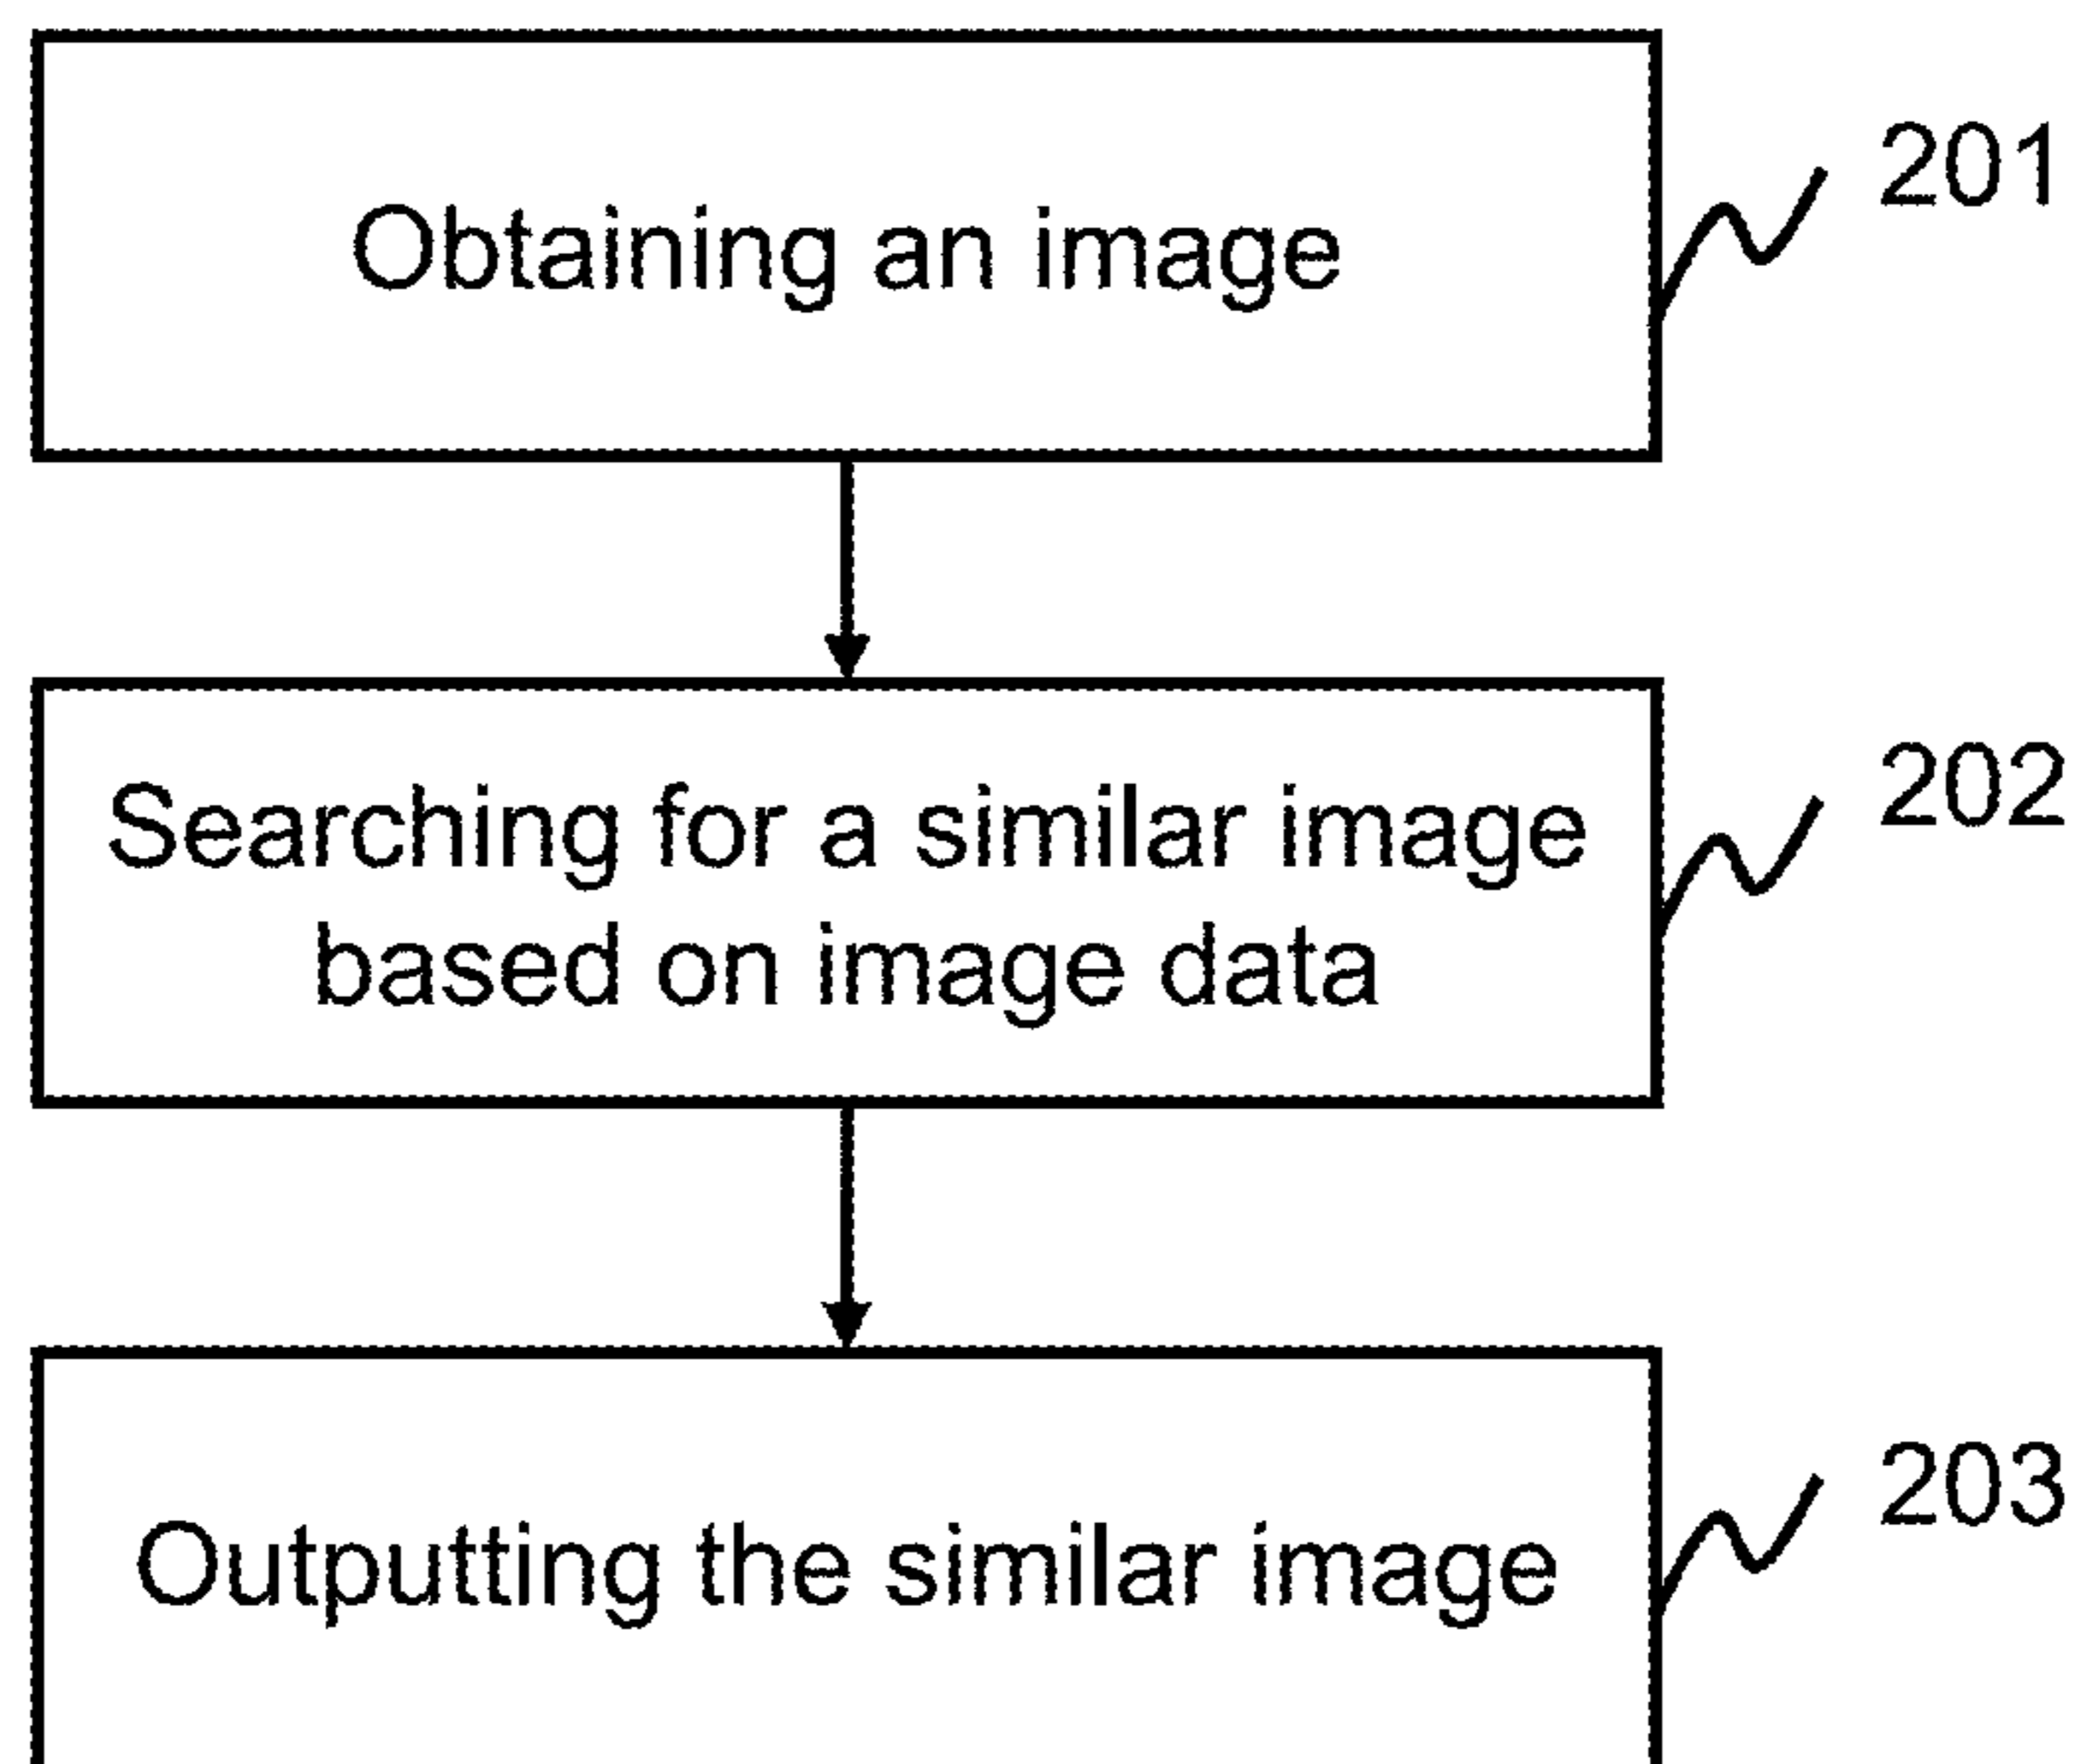 Obtaining an image
201
Searching for a similar image
based on image data
202
Outputting the similar image
203